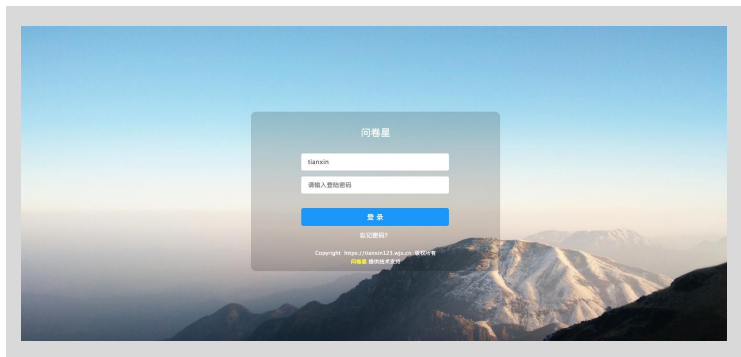 问卷星
tianxin
请输入登陆密码
登 录
忘记密码?
Copyright https://tianxin123.wjx.cn 版权所有
问卷星 提供技术支持